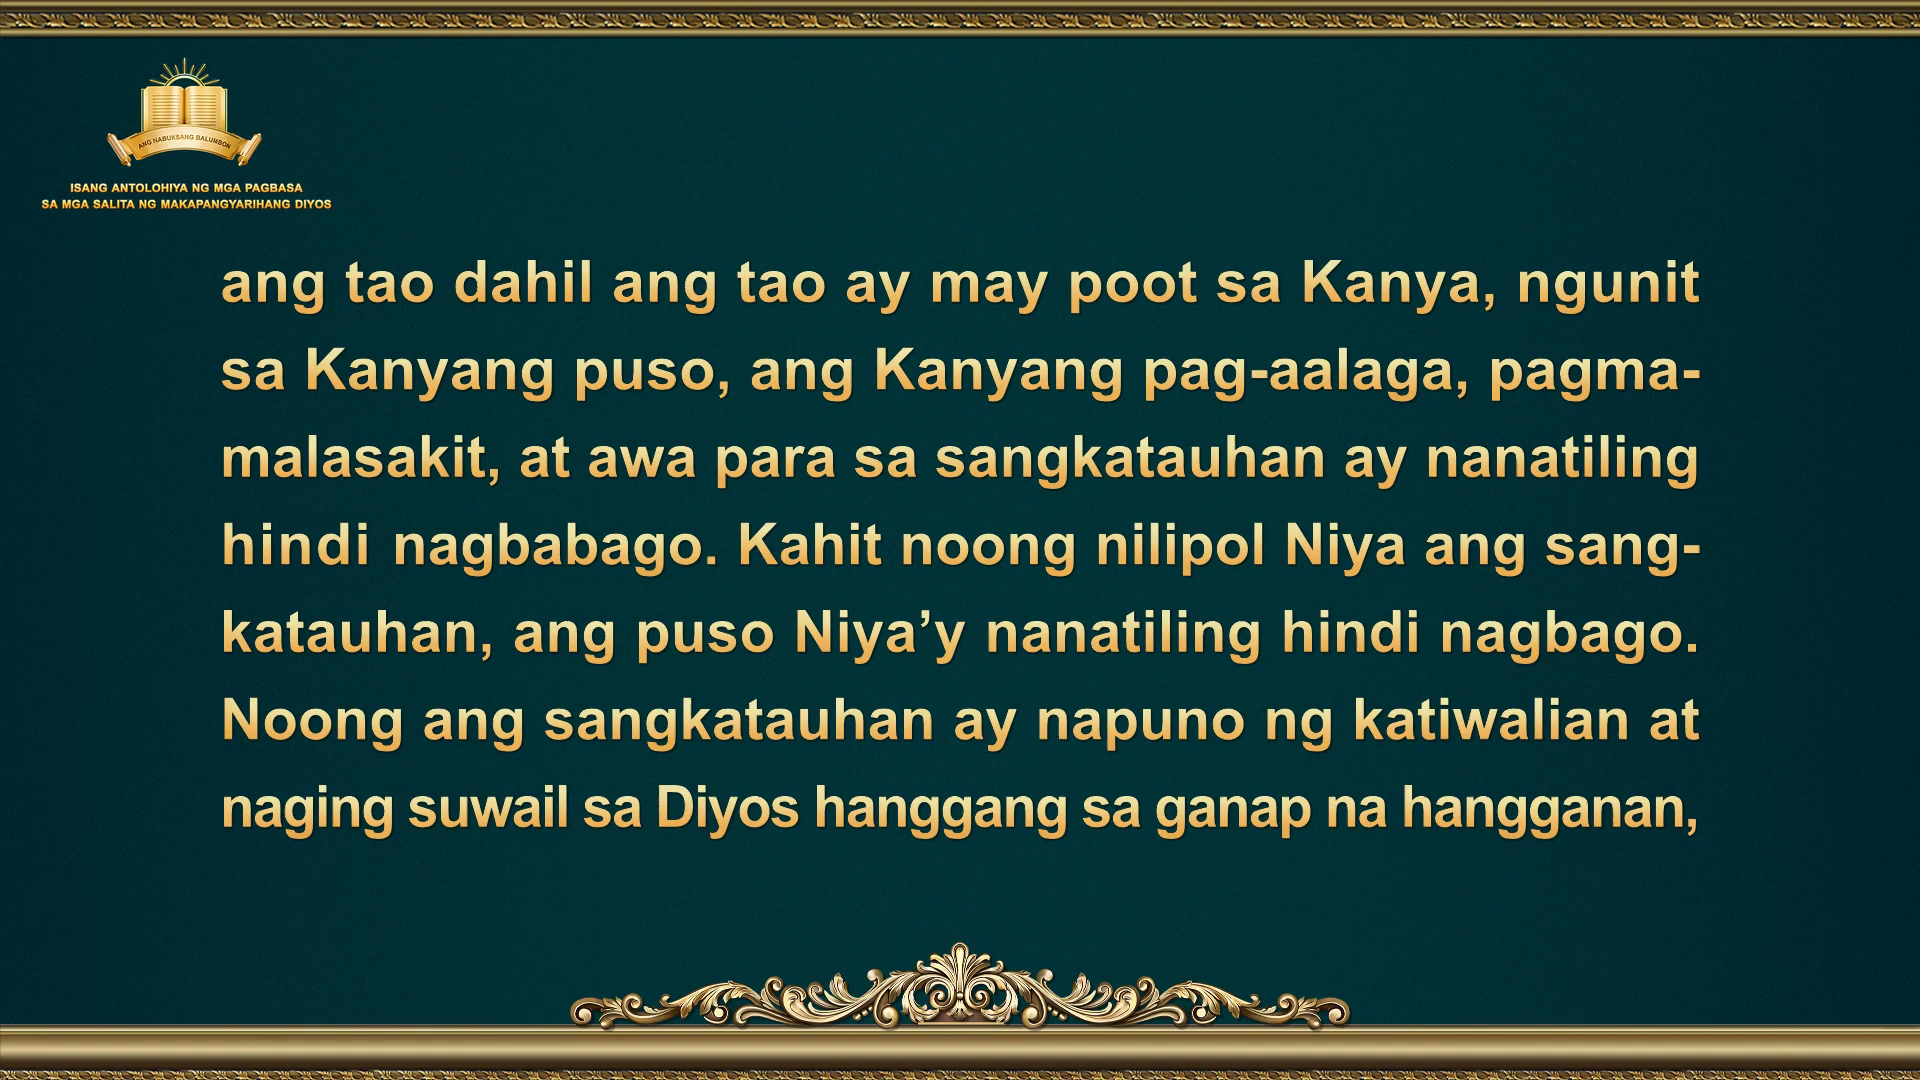 ANG NABUKSANG BALUMBON
ISANG ANTOLOHIYA NG MGA PAGBASA
SA MGA SALITA NG MAKAPANGYARIHANG DIYOS
ang tao dahil ang tao ay may poot sa Kanya, ngunit
sa Kanyang puso, ang Kanyang pag-aalaga, pagma-
malasakit, at awa para sa sangkatauhan ay nanatiling
hindi nagbabago. Kahit noong nilipol Niya ang sang-
katauhan, ang puso Niya’y nanatiling hindi nagbago.
Noong ang sangkatauhan ay napuno ng katiwalian at
naging suwail sa Diyos hanggang sa ganap na hangganan,